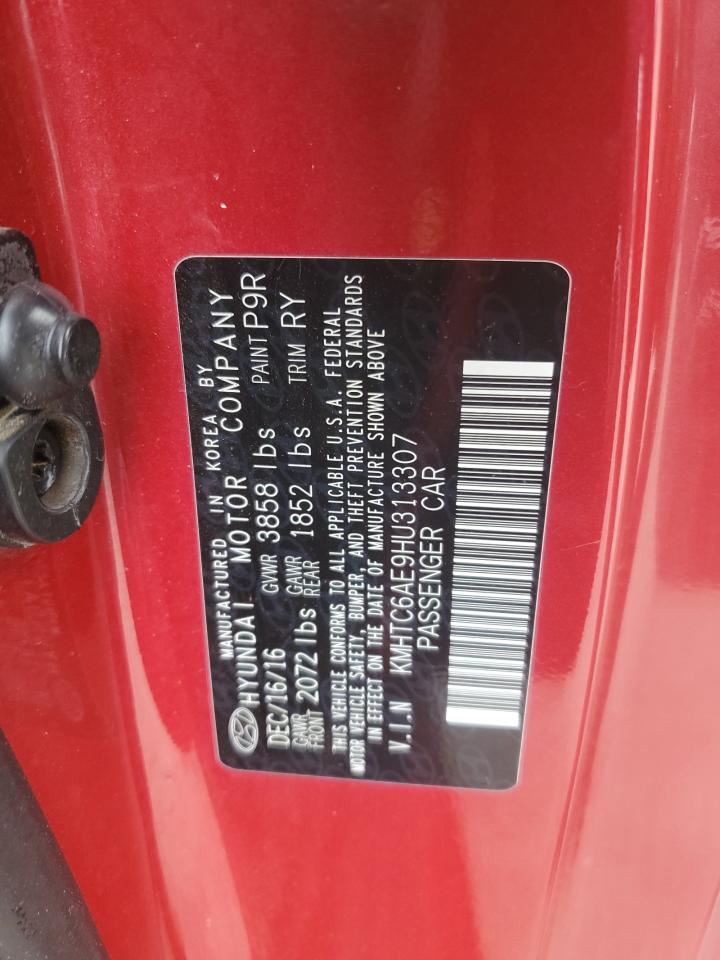 MANUFACTURED IN KOREA BY
HYUNDAI MOTOR COMPANY
DEC/16/16 GVWR 3858 lbs PAINT P9R
GAWR FRONT 2072 lbs GAWR REAR 1852 lbs TRIM RY
THIS VEHICLE CONFORMS TO ALL APPLICABLE U.S.A. FEDERAL
MOTOR VEHICLE SAFETY, BUMPER, AND THEFT PREVENTION STANDARDS
IN EFFECT ON THE DATE OF MANUFACTURE SHOWN ABOVE
V.I.N KMHTC6AE9HU313307
PASSENGER CAR